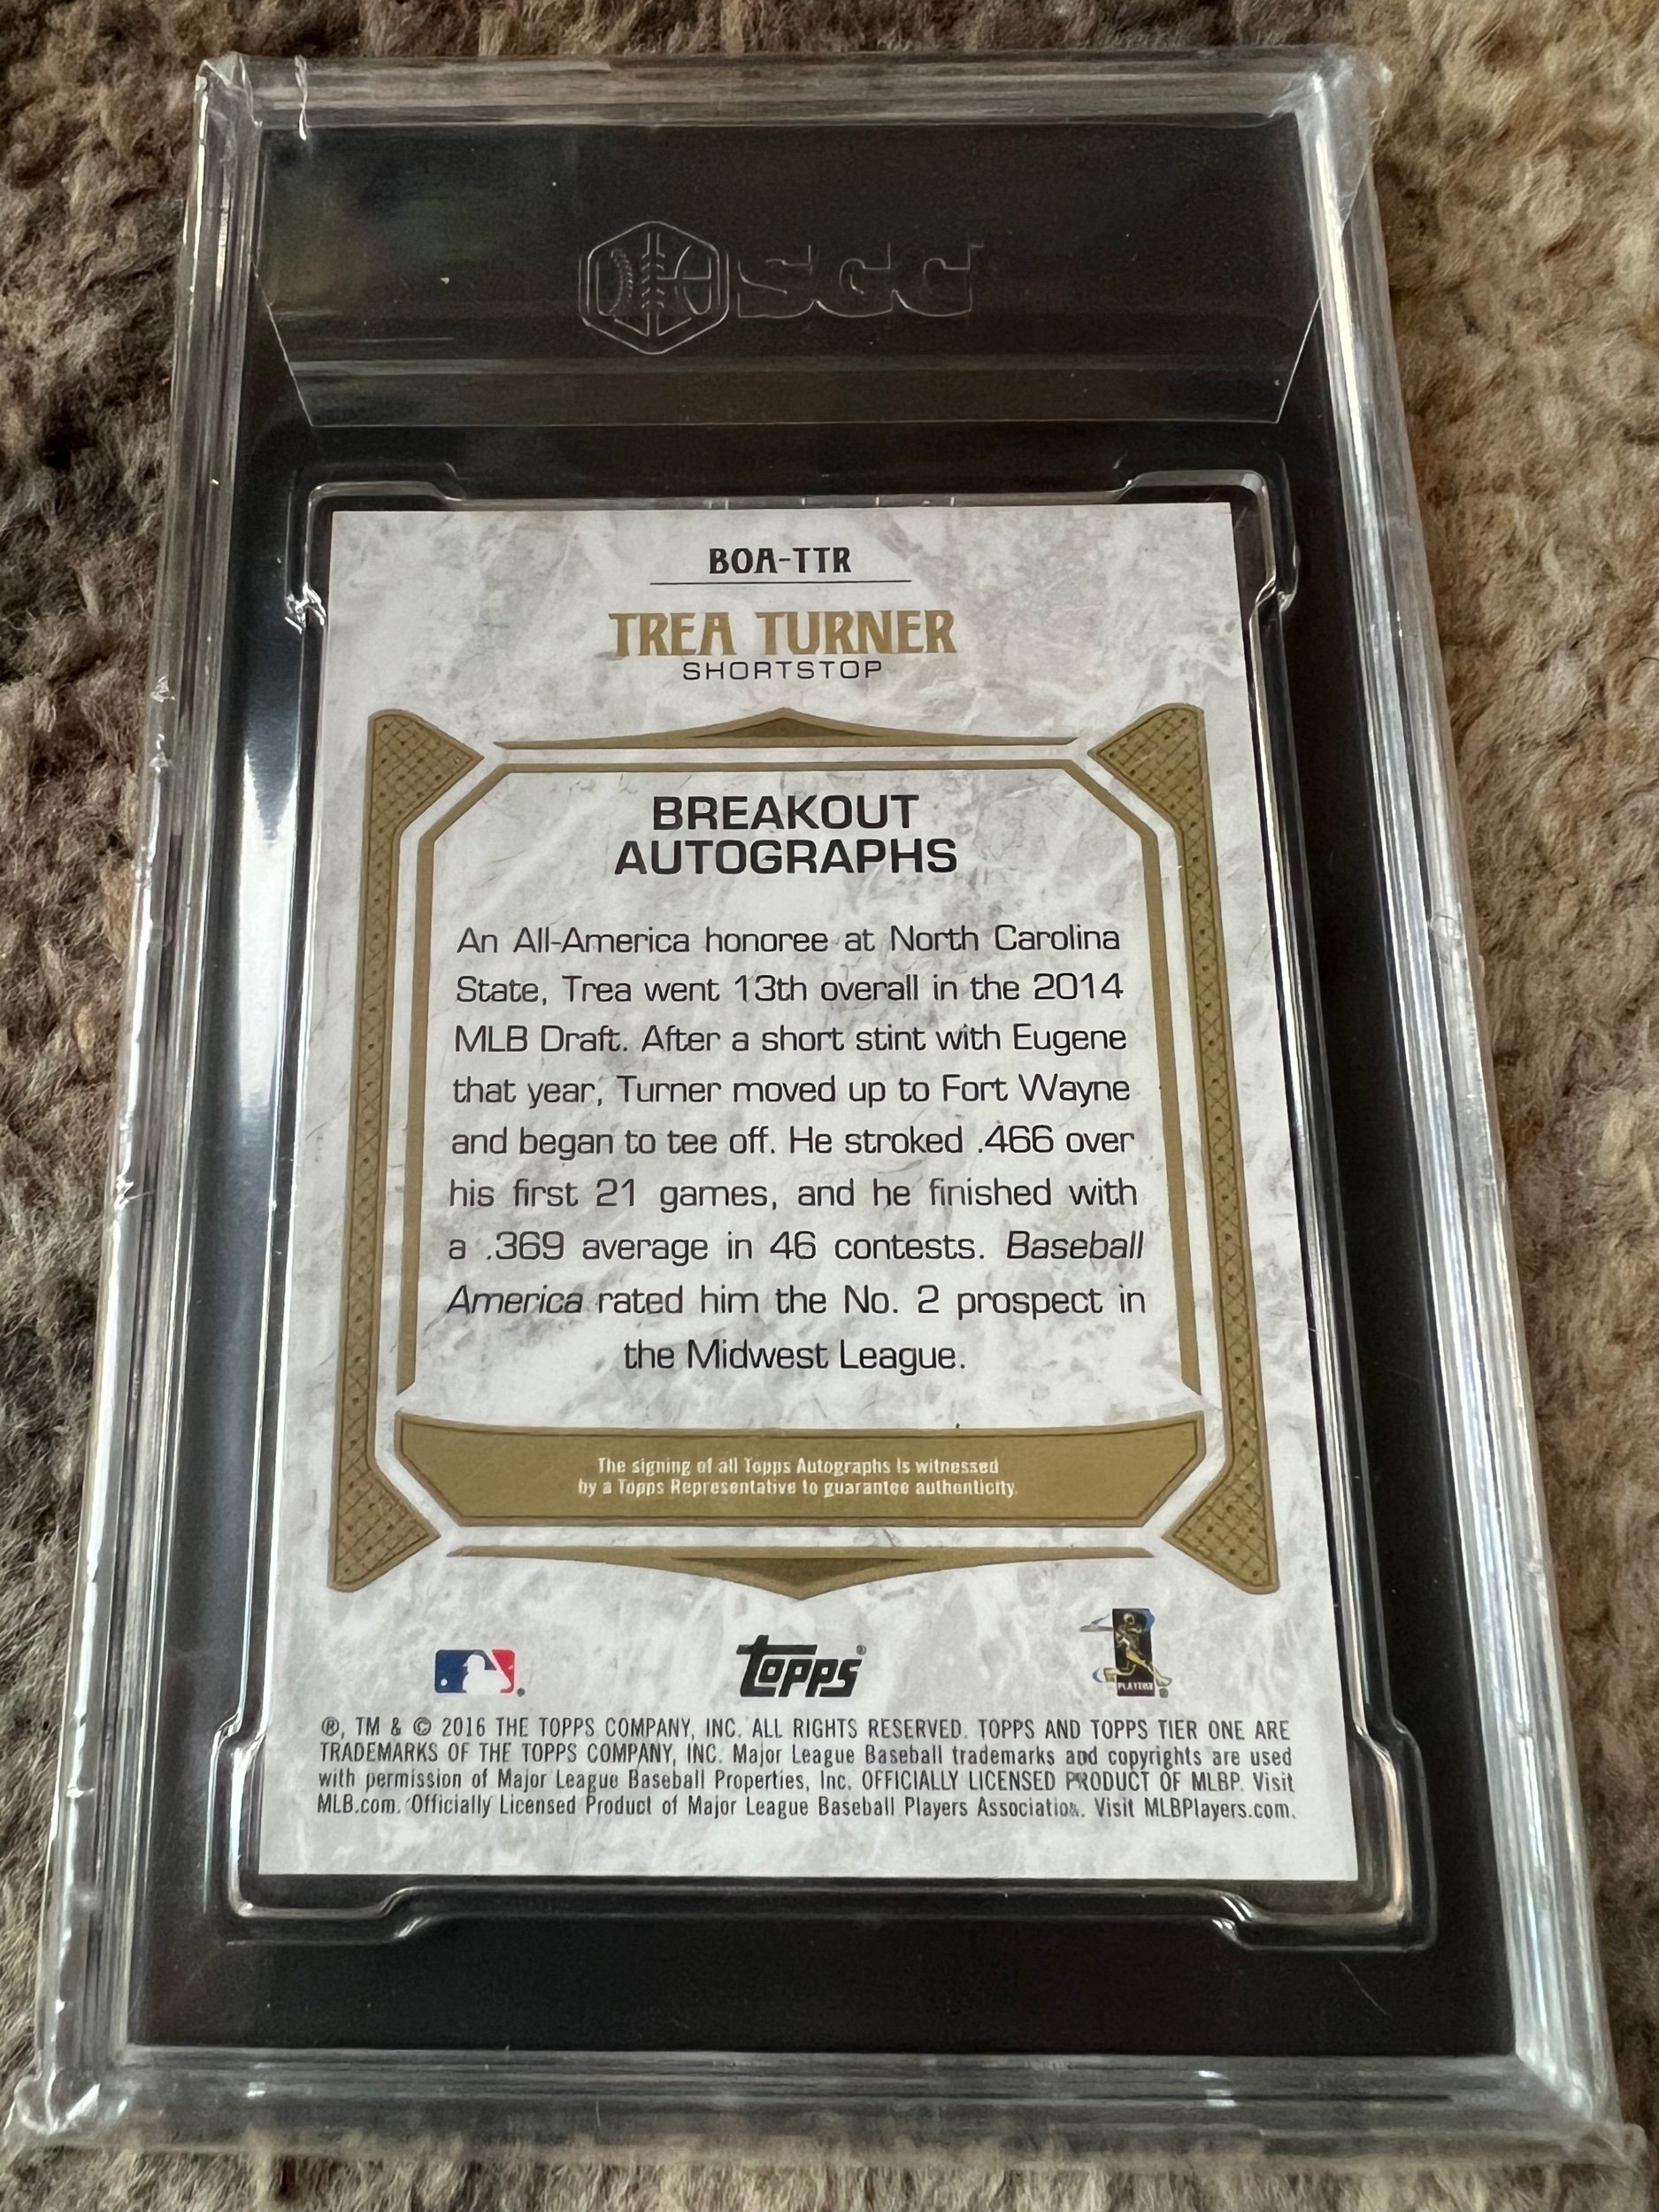 SGC
BOA-TTR
TREA TURNER
SHORTSTOP
BREAKOUT
AUTOGRAPHS
An All-America honoree at North Carolina
State, Trea went 13th overall in the 2014
MLB Draft. After a short stint with Eugene
that year, Turner moved up to Fort Wayne
and began to tee off. He stroked .466 over
his first 21 games, and he finished with
a .369 average in 46 contests. Baseball
America rated him the No. 2 prospect in
the Midwest League.
The signing of all Topps Autographs is witnessed
by a Topps Representative to guarantee authenticity.
topps®
PLAYERS
®, TM & © 2016 THE TOPPS COMPANY, INC. ALL RIGHTS RESERVED. TOPPS AND TOPPS TIER ONE ARE
TRADEMARKS OF THE TOPPS COMPANY, INC. Major League Baseball trademarks and copyrights are used
with permission of Major League Baseball Properties, Inc. OFFICIALLY LICENSED PRODUCT OF MLBP. Visit
MLB.com. Officially Licensed Product of Major League Baseball Players Association. Visit MLBPlayers.com.